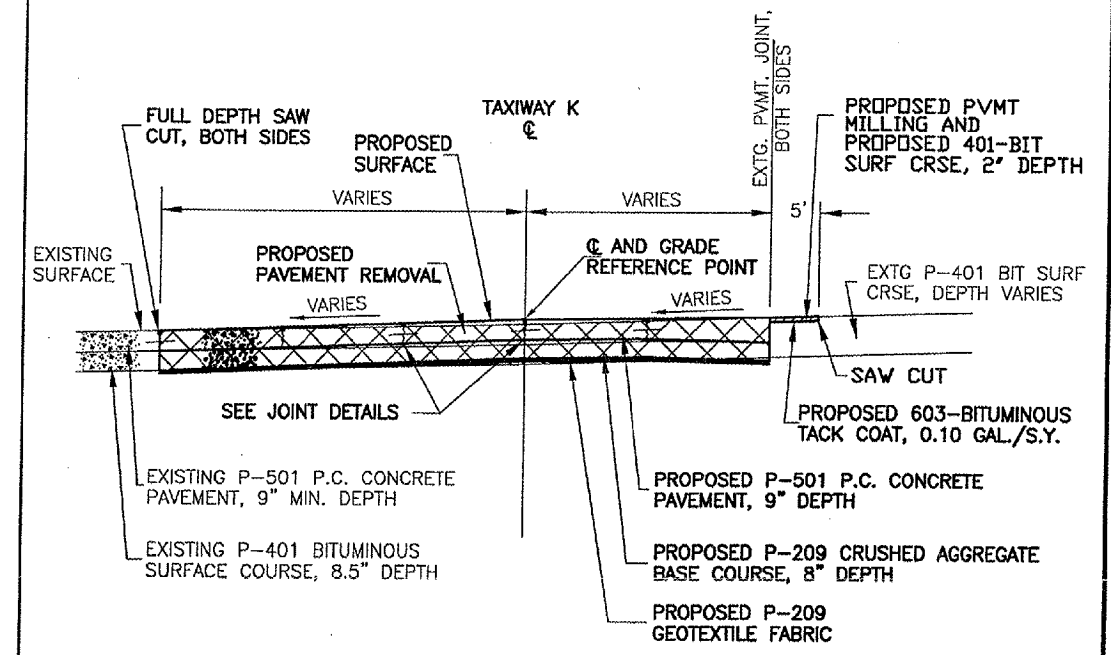 EXTG. PVMT. JOINT,
BOTH SIDES
FULL DEPTH SAW
CUT, BOTH SIDES
TAXIWAY K
℄
PROPOSED
SURFACE
PROPOSED PVMT
MILLING AND
PROPOSED 401-BIT
SURF CRSE, 2" DEPTH
VARIES
VARIES
5'
EXISTING
SURFACE
PROPOSED
PAVEMENT REMOVAL
℄ AND GRADE
REFERENCE POINT
EXTG P-401 BIT SURF
CRSE, DEPTH VARIES
VARIES
VARIES
SAW CUT
SEE JOINT DETAILS
PROPOSED 603-BITUMINOUS
TACK COAT, 0.10 GAL./S.Y.
EXISTING P-501 P.C. CONCRETE
PAVEMENT, 9" MIN. DEPTH
PROPOSED P-501 P.C. CONCRETE
PAVEMENT, 9" DEPTH
EXISTING P-401 BITUMINOUS
SURFACE COURSE, 8.5" DEPTH
PROPOSED P-209 CRUSHED AGGREGATE
BASE COURSE, 8" DEPTH
PROPOSED P-209
GEOTEXTILE FABRIC